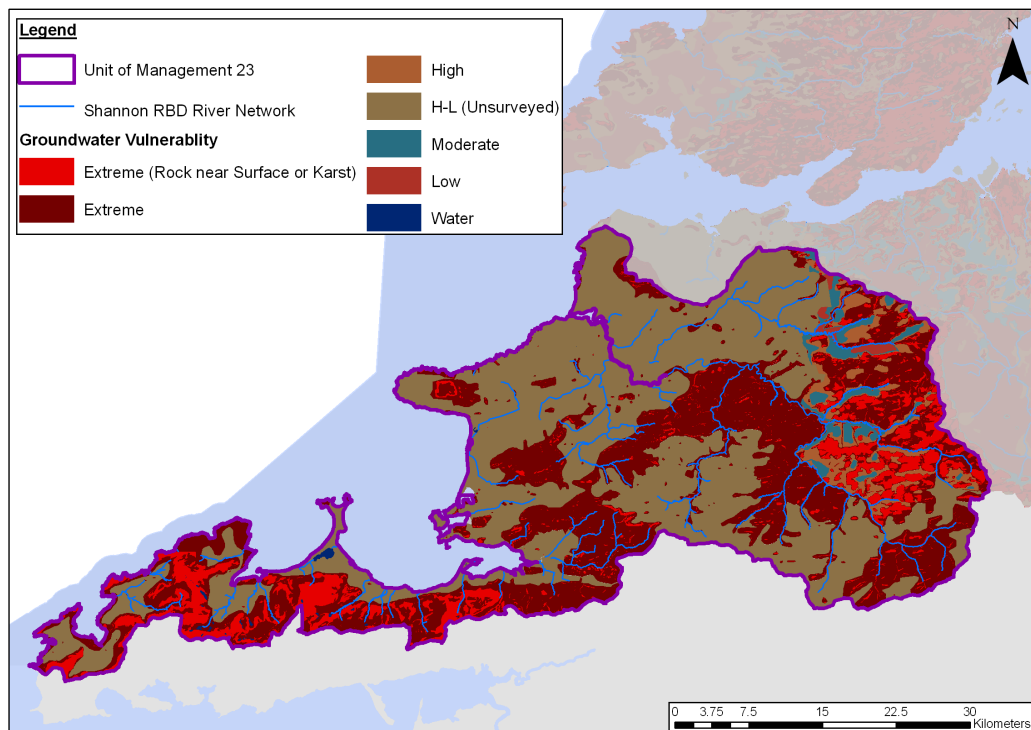 Legend
Unit of Management 23
Shannon RBD River Network
Groundwater Vulnerablity
Extreme (Rock near Surface or Karst)
Extreme
High
H-L (Unsurveyed)
Moderate
Low
Water
N
0 3.75 7.5 15 22.5 30
Kilometers